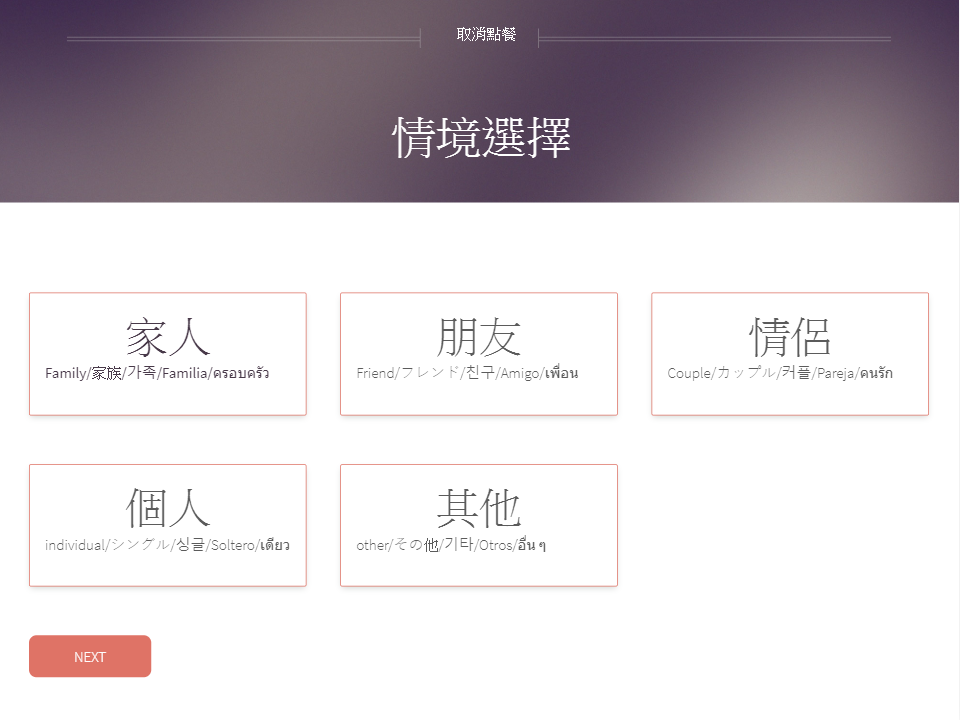 取消點餐
情境選擇
家人
Family/家族/가족/Familia/ครอบครัว
朋友
Friend/フレンド/친구/Amigo/เพื่อน
情侶
Couple/カップル/커플/Pareja/คนรัก
個人
individual/シングル/싱글/Soltero/เดียว
其他
other/その他/기타/Otros/อื่น ๆ
NEXT